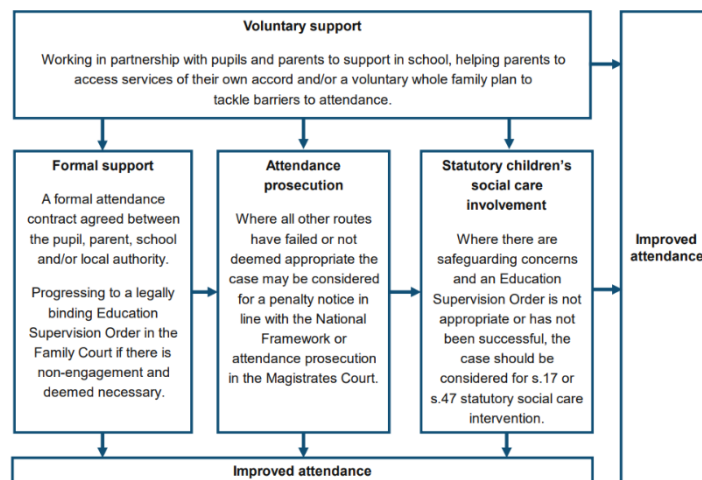 Voluntary support
Working in partnership with pupils and parents to support in school, helping parents to
access services of their own accord and/or a voluntary whole family plan to
tackle barriers to attendance.
Formal support
A formal attendance
contract agreed between
the pupil, parent, school
and/or local authority.
Progressing to a legally
binding Education
Supervision Order in the
Family Court if there is
non-engagement and
deemed necessary.
Attendance
prosecution
Where all other routes
have failed or not
deemed appropriate the
case may be considered
for a penalty notice in
line with the National
Framework or
attendance prosecution
in the Magistrates Court.
Statutory children's
social care
involvement
Where there are
safeguarding concerns
and an Education
Supervision Order is not
appropriate or has not
been successful, the
case should be
considered for s.17 or
s.47 statutory social care
intervention.
Improved
attendance
Improved attendance